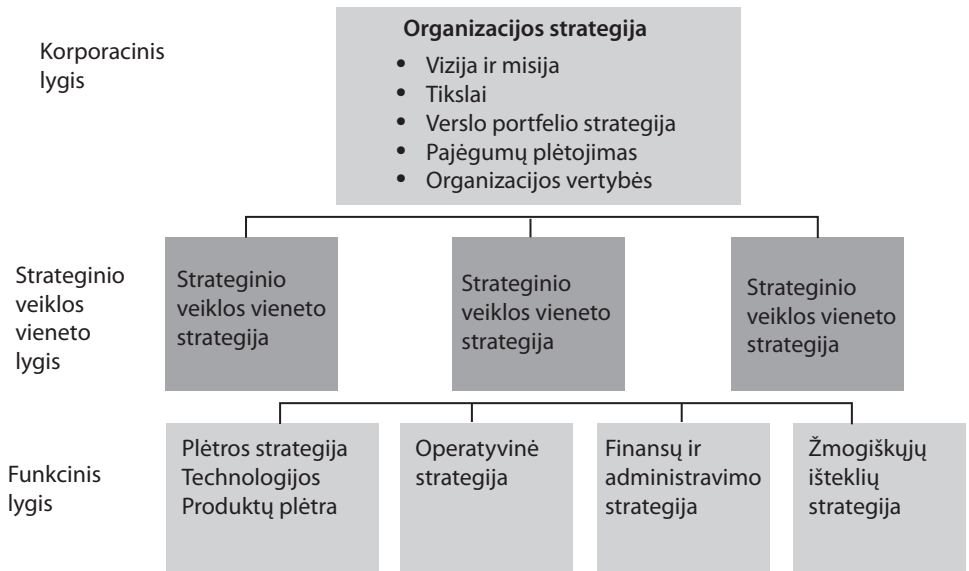 Korporacinis
lygis
Organizacijos strategija
• Vizija ir misija
• Tikslai
• Verslo portfelio strategija
• Pajėgumų plėtojimas
• Organizacijos vertybės
Strateginio
veiklos
vieneto
lygis
Strateginio
veiklos vieneto
strategija
Strateginio
veiklos vieneto
strategija
Strateginio
veiklos vieneto
strategija
Funkcinis
lygis
Plėtros strategija
Technologijos
Produktų plėtra
Operatyvinė
strategija
Finansų ir
administravimo
strategija
Žmogiškųjų
išteklių
strategija